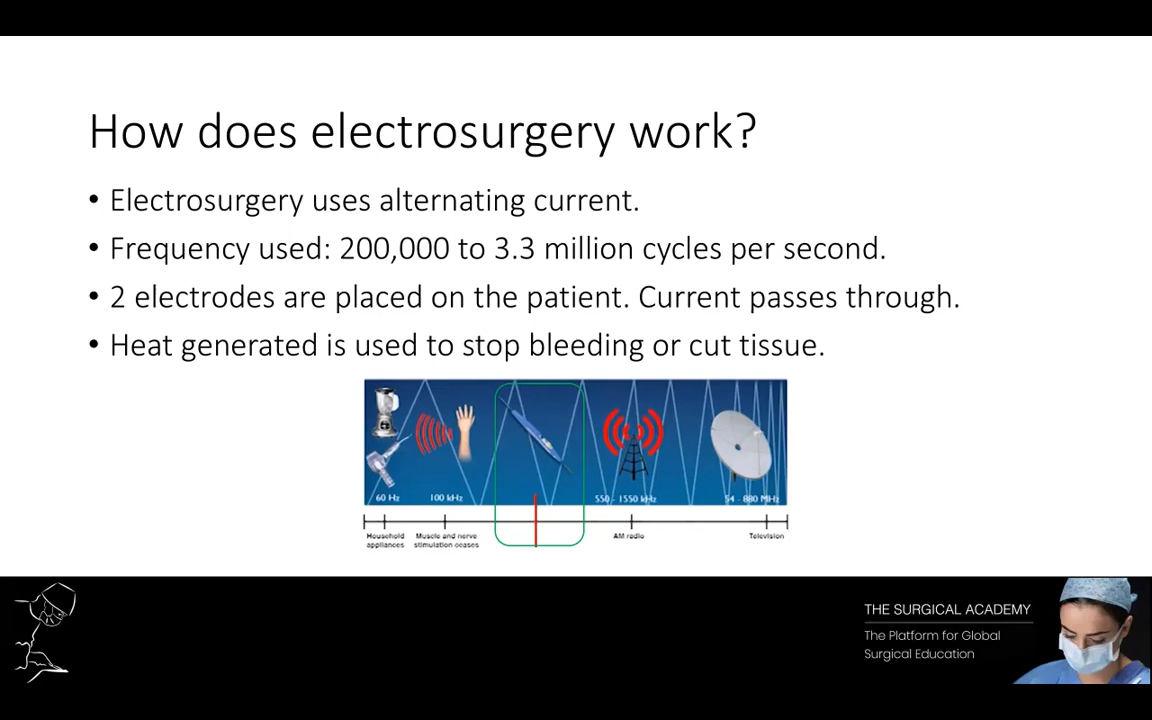 How does electrosurgery work?
• Electrosurgery uses alternating current.
• Frequency used: 200,000 to 3.3 million cycles per second.
• 2 electrodes are placed on the patient. Current passes through.
• Heat generated is used to stop bleeding or cut tissue.
60 Hz 100 kHz 550 - 1550 kHz 54 - 880 MHz
Household appliances
Muscle and nerve stimulation ceases
AM radio
Television
THE SURGICAL ACADEMY
The Platform for Global
Surgical Education